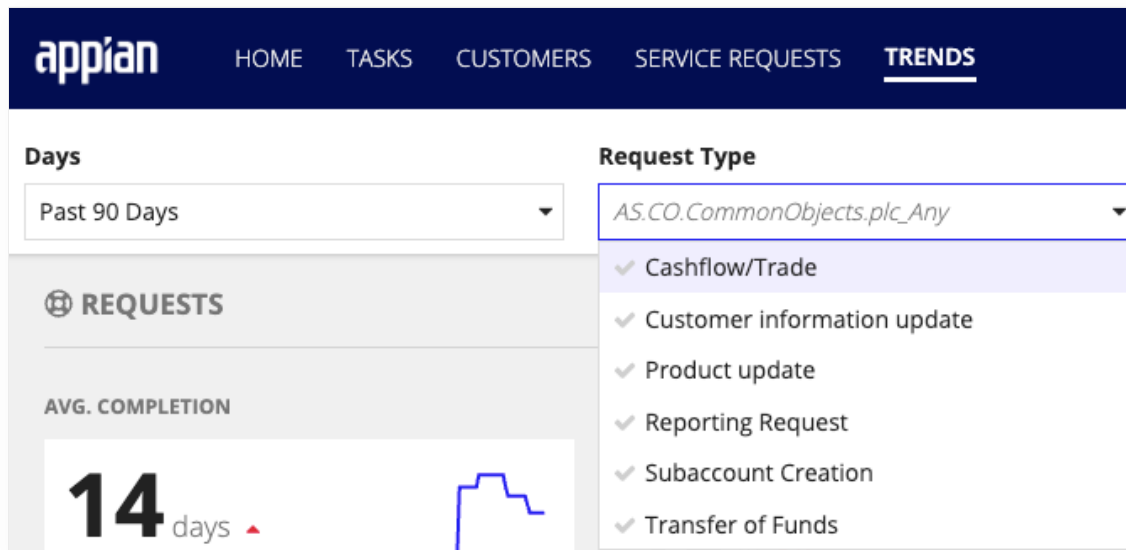 appian HOME TASKS CUSTOMERS SERVICE REQUESTS TRENDS
Days
Past 90 Days
Request Type
AS.CO.CommonObjects.plc_Any
Cashflow/Trade
Customer information update
Product update
Reporting Request
Subaccount Creation
Transfer of Funds
REQUESTS
AVG. COMPLETION
14 days